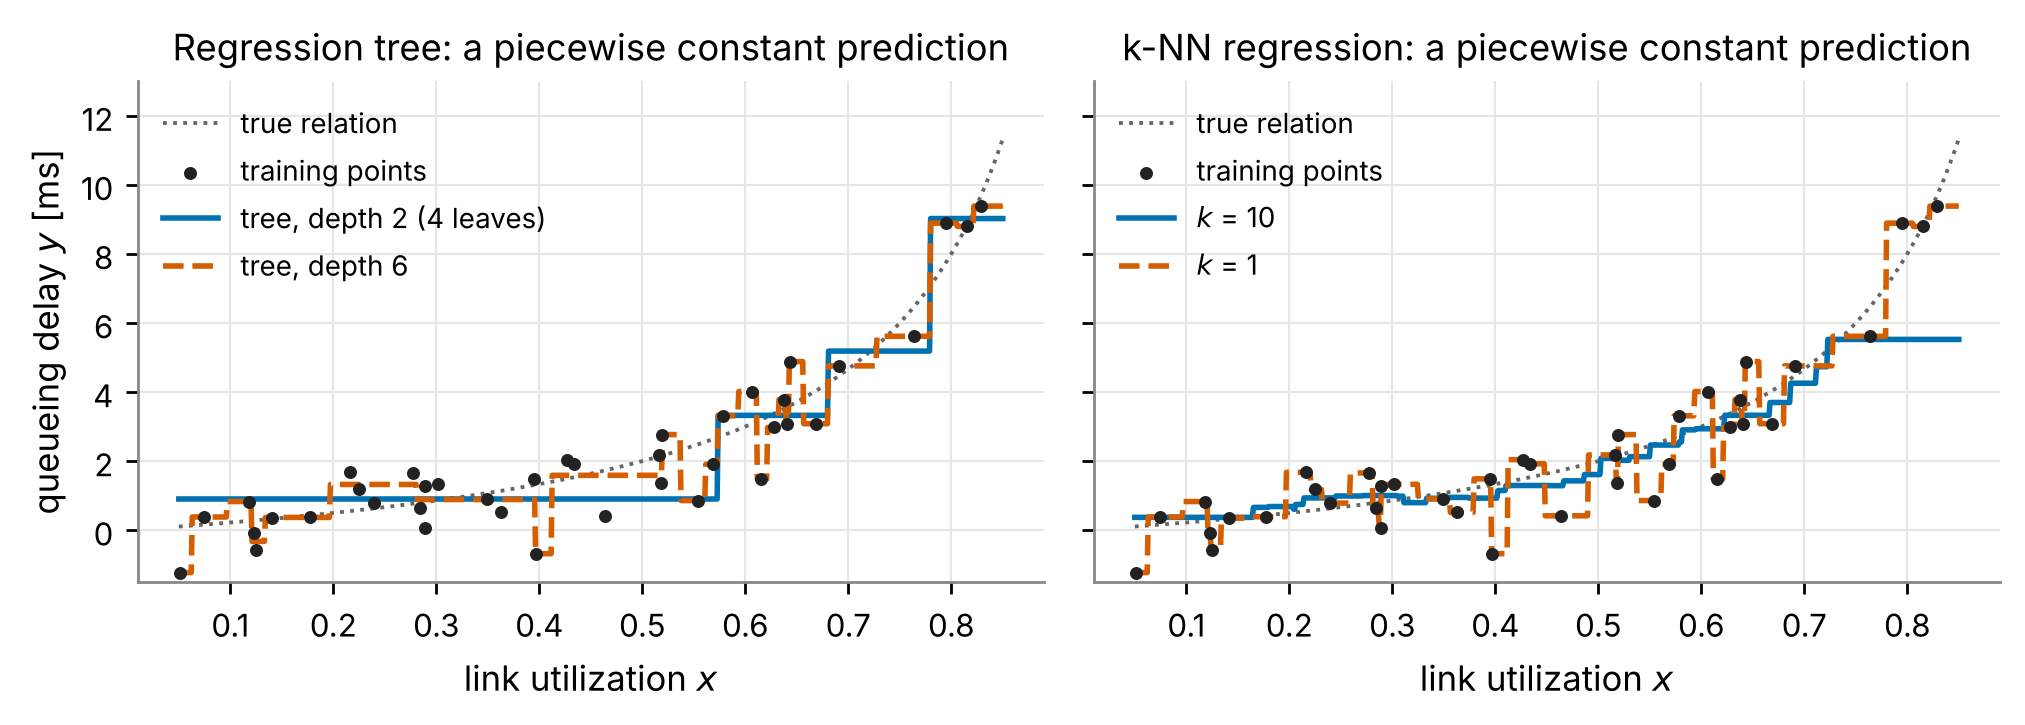 Regression tree: a piecewise constant prediction
true relation
training points
tree, depth 2 (4 leaves)
tree, depth 6
queueing delay y [ms]
12
10
8
6
4
2
0
0.1 0.2 0.3 0.4 0.5 0.6 0.7 0.8
link utilization x
k-NN regression: a piecewise constant prediction
true relation
training points
k = 10
k = 1
0.1 0.2 0.3 0.4 0.5 0.6 0.7 0.8
link utilization x